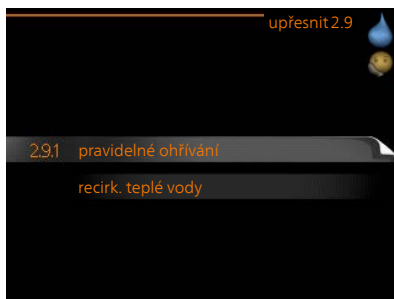 upřesnit 2.9
2.9.1 pravidelné ohřívání
recirk. teplé vody